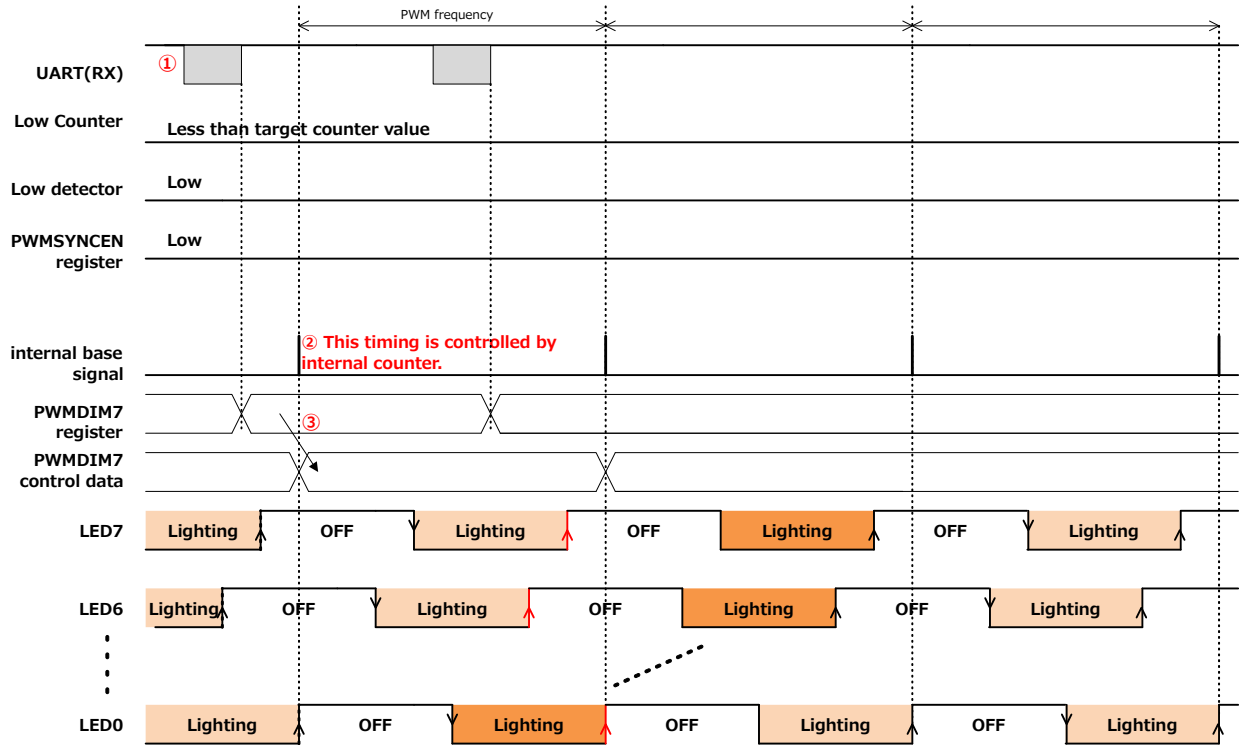 PWM frequency
UART(RX)
①
Low Counter
Less than target counter value
Low detector
Low
PWMSYNCEN
register
Low
internal base
signal
② This timing is controlled by
internal counter.
PWMDIM7
register
③
PWMDIM7
control data
LED7
Lighting
OFF
Lighting
OFF
Lighting
OFF
Lighting
LED6
Lighting
OFF
Lighting
OFF
Lighting
OFF
Lighting
LED0
Lighting
OFF
Lighting
OFF
Lighting
OFF
Lighting